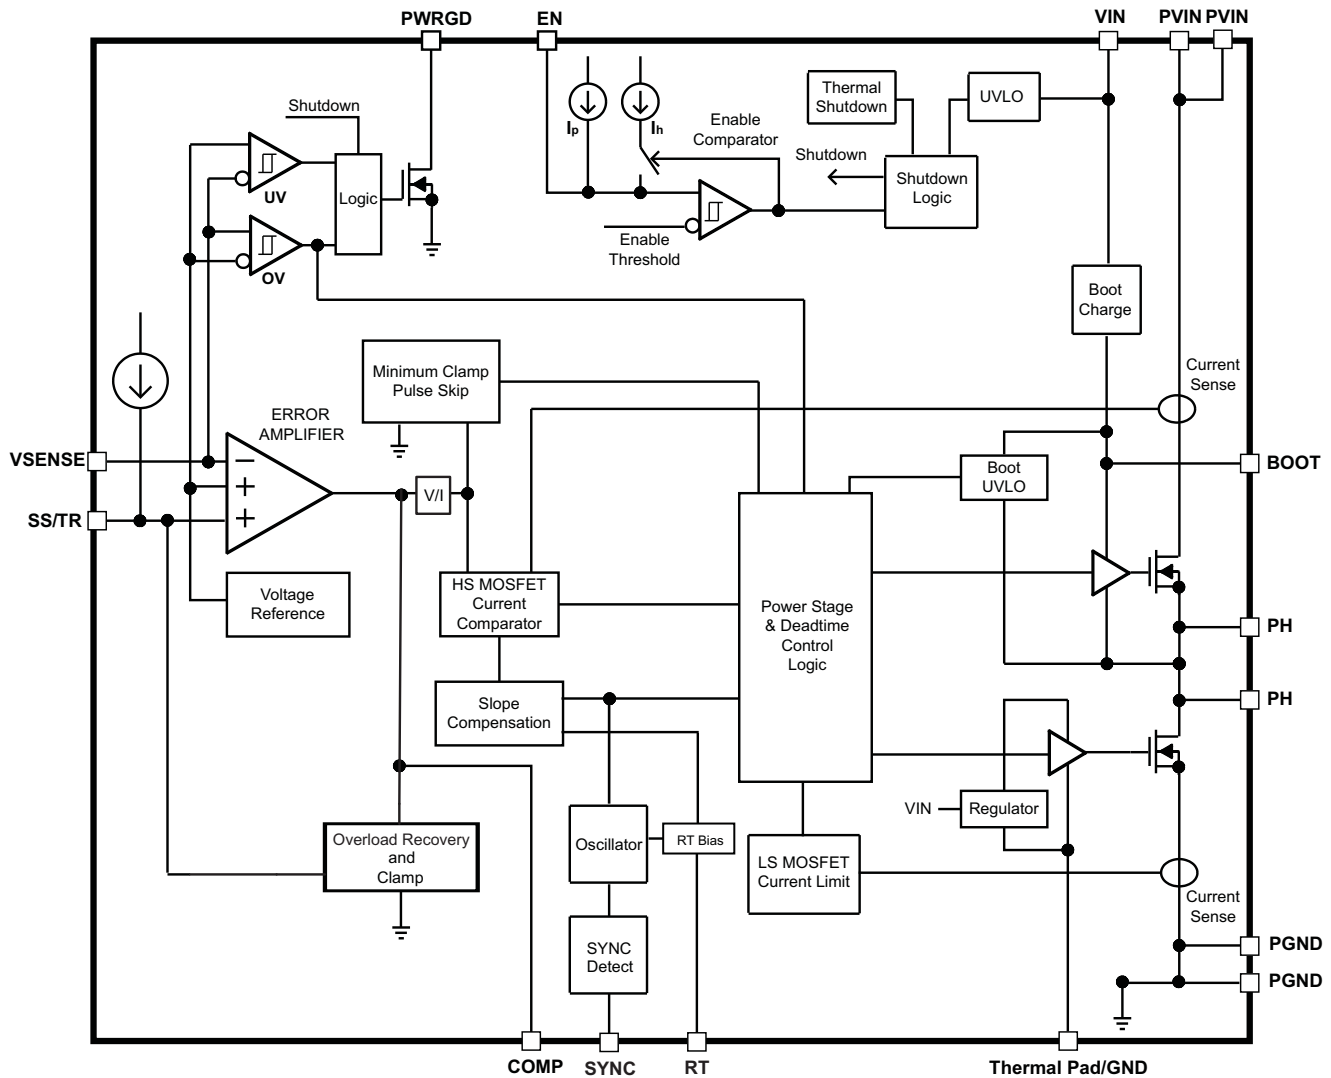 PWRGD
EN
VIN
PVIN
PVIN
Shutdown
UV
Logic
OV
Ip
Ih
Enable
Comparator
Enable
Threshold
Thermal
Shutdown
UVLO
Shutdown
Shutdown
Logic
Boot
Charge
Current
Sense
Minimum Clamp
Pulse Skip
ERROR
AMPLIFIER
VSENSE
SS/TR
V/I
Voltage
Reference
HS MOSFET
Current
Comparator
Slope
Compensation
Power Stage
& Deadtime
Control
Logic
Boot
UVLO
BOOT
PH
PH
VIN
Regulator
Overload Recovery
and
Clamp
Oscillator
RT Bias
LS MOSFET
Current Limit
SYNC
Detect
Current
Sense
PGND
PGND
COMP
SYNC
RT
Thermal Pad/GND